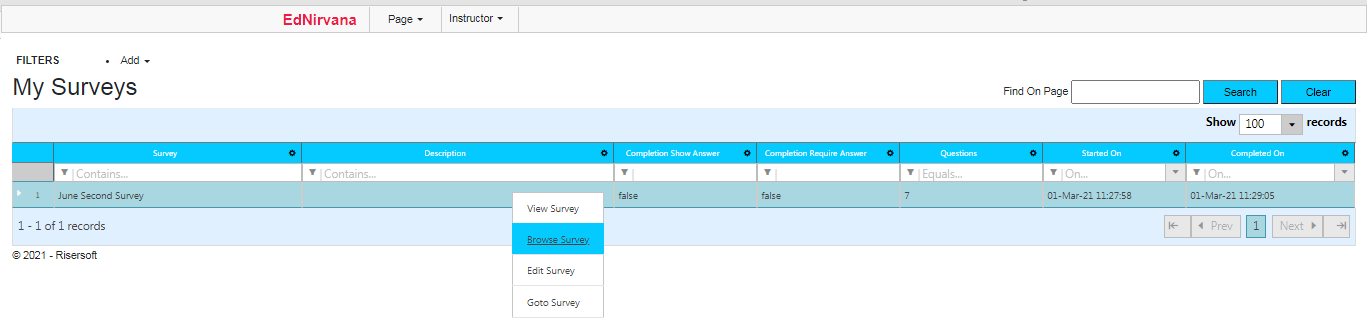 EdNirvana Page Instructor
FILTERS • Add
My Surveys
Find On Page Search Clear
Show 100 records
Survey Description Completion Show Answer Completion Require Answer Questions Started On Completed On
Contains... Contains... Equals... On... On...
1 June Second Survey false false 7 01-Mar-21 11:27:58 01-Mar-21 11:29:05
View Survey
1 - 1 of 1 records Prev 1 Next
Browse Survey
© 2021 - Risersoft
Edit Survey
Goto Survey